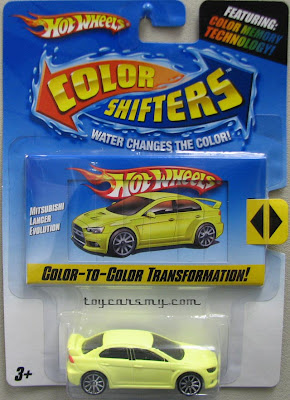 Hot Wheels
FEATURING:
COLOR MEMORY
TECHNOLOGY!
COLOR
SHIFTERS
WATER CHANGES THE COLOR!
Hot Wheels
MITSUBISHI
LANCER
EVOLUTION
COLOR-TO-COLOR TRANSFORMATION!
toycarsmy.com
3+